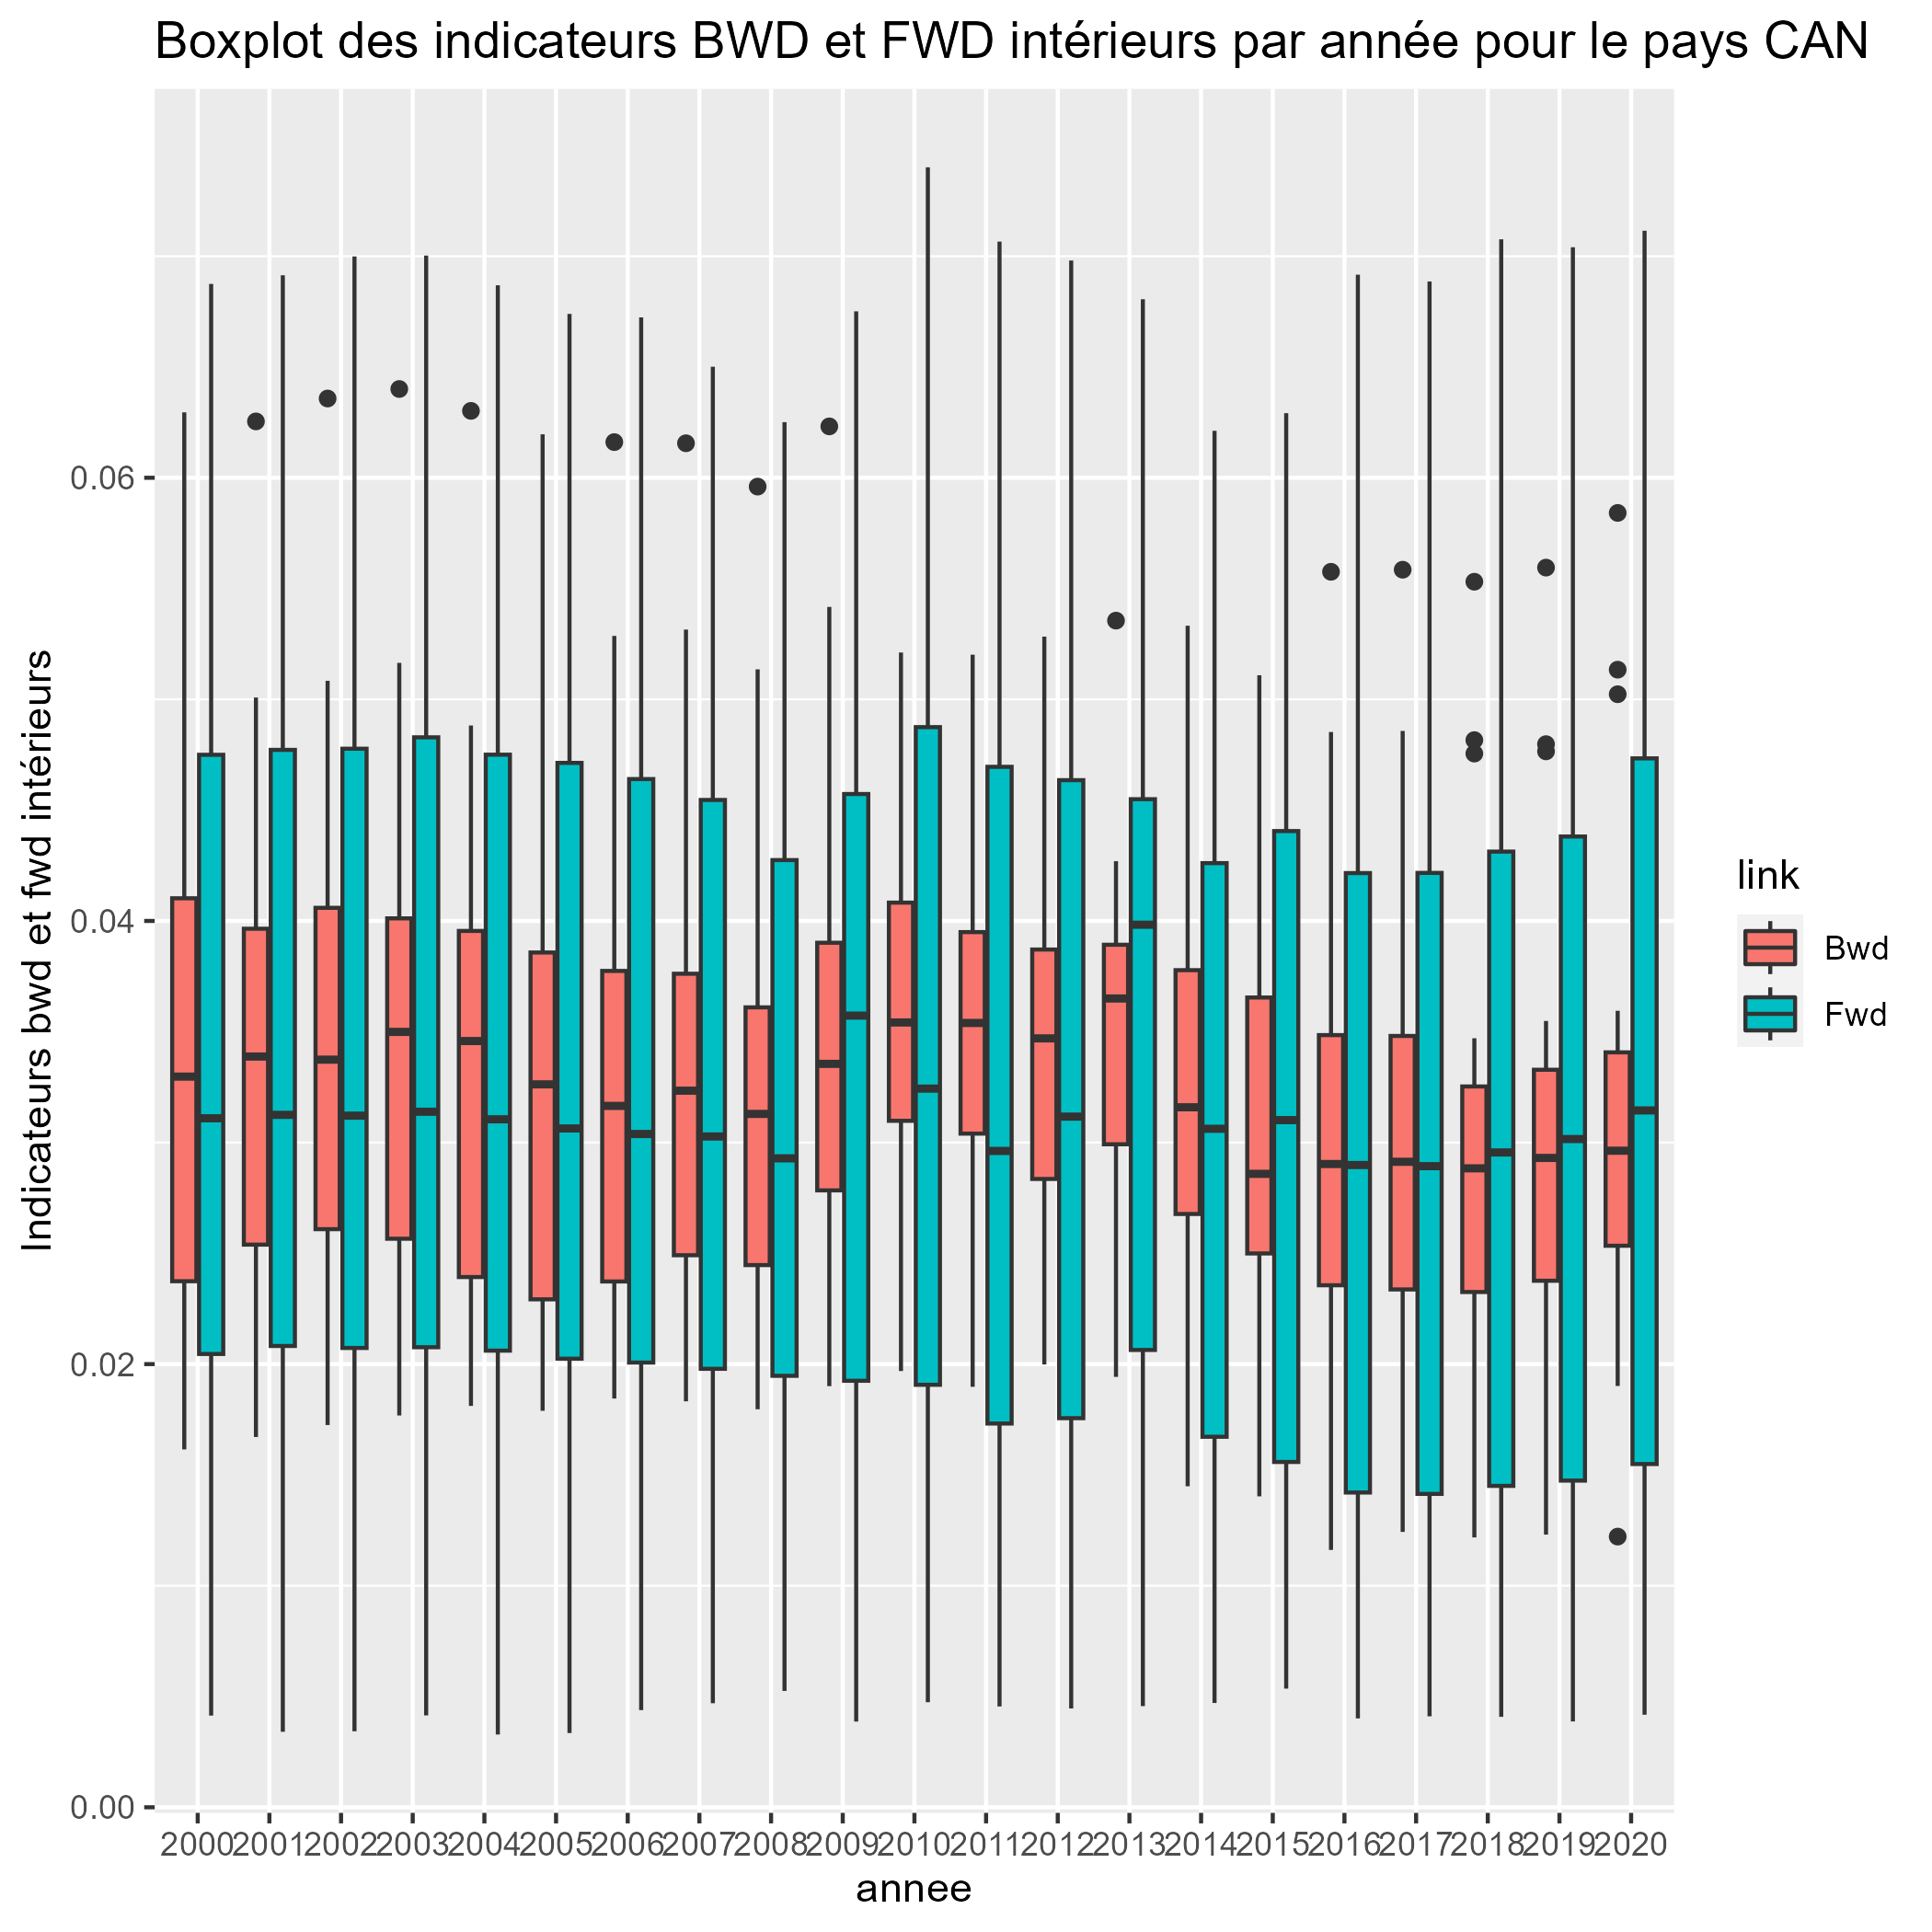 Boxplot des indicateurs BWD et FWD intérieurs par année pour le pays CAN
Indicateurs bwd et fwd intérieurs
0.06
0.04
0.02
0.00
2000 2001 2002 2003 2004 2005 2006 2007 2008 2009 2010 2011 2012 2013 2014 2015 2016 2017 2018 2019 2020
annee
link
Bwd
Fwd